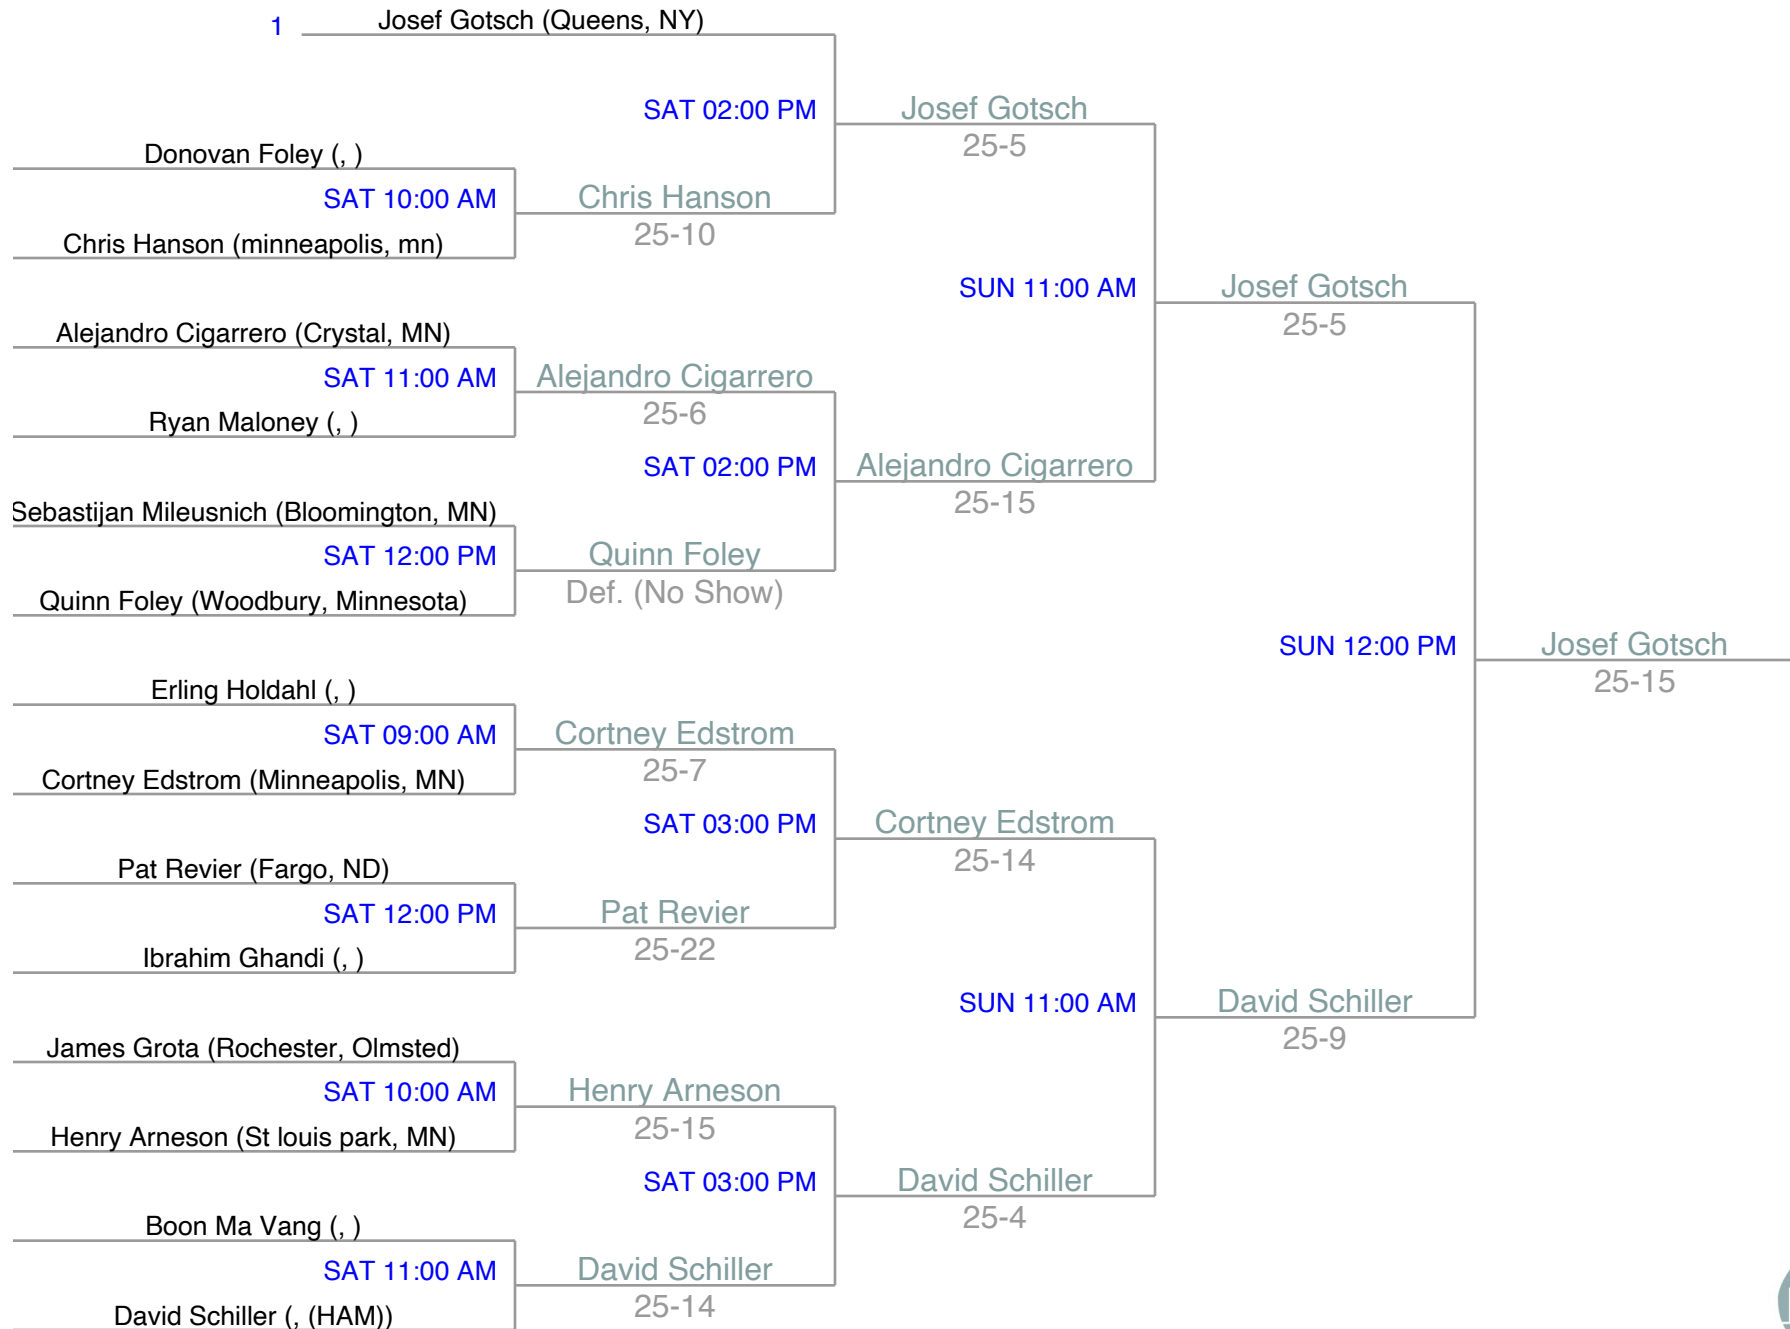 Josef Gotsch (Queens, NY)
1
SAT 02:00 PM
Josef Gotsch
25-5
Donovan Foley (, )
SAT 10:00 AM
Chris Hanson
25-10
Chris Hanson (minneapolis, mn)
SUN 11:00 AM
Josef Gotsch
25-5
Alejandro Cigarrero (Crystal, MN)
SAT 11:00 AM
Alejandro Cigarrero
25-6
Ryan Maloney (, )
SAT 02:00 PM
Alejandro Cigarrero
25-15
Sebastijan Mileusnich (Bloomington, MN)
SAT 12:00 PM
Quinn Foley
Def. (No Show)
Quinn Foley (Woodbury, Minnesota)
SUN 12:00 PM
Josef Gotsch
25-15
Erling Holdahl (, )
SAT 09:00 AM
Cortney Edstrom
25-7
Cortney Edstrom (Minneapolis, MN)
SAT 03:00 PM
Cortney Edstrom
25-14
Pat Revier (Fargo, ND)
SAT 12:00 PM
Pat Revier
25-22
Ibrahim Ghandi (, )
SUN 11:00 AM
David Schiller
25-9
James Grota (Rochester, Olmsted)
SAT 10:00 AM
Henry Arneson
25-15
Henry Arneson (St louis park, MN)
SAT 03:00 PM
David Schiller
25-4
Boon Ma Vang (, )
SAT 11:00 AM
David Schiller
25-14
David Schiller (, (HAM))